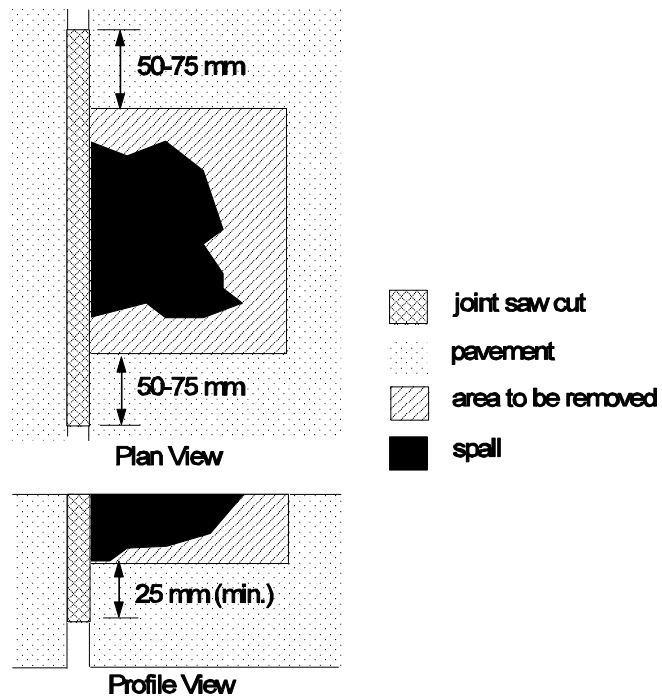 50-75 mm
50-75 mm
Plan View
25 mm (min.)
Profile View
joint saw cut
pavement
area to be removed
spall